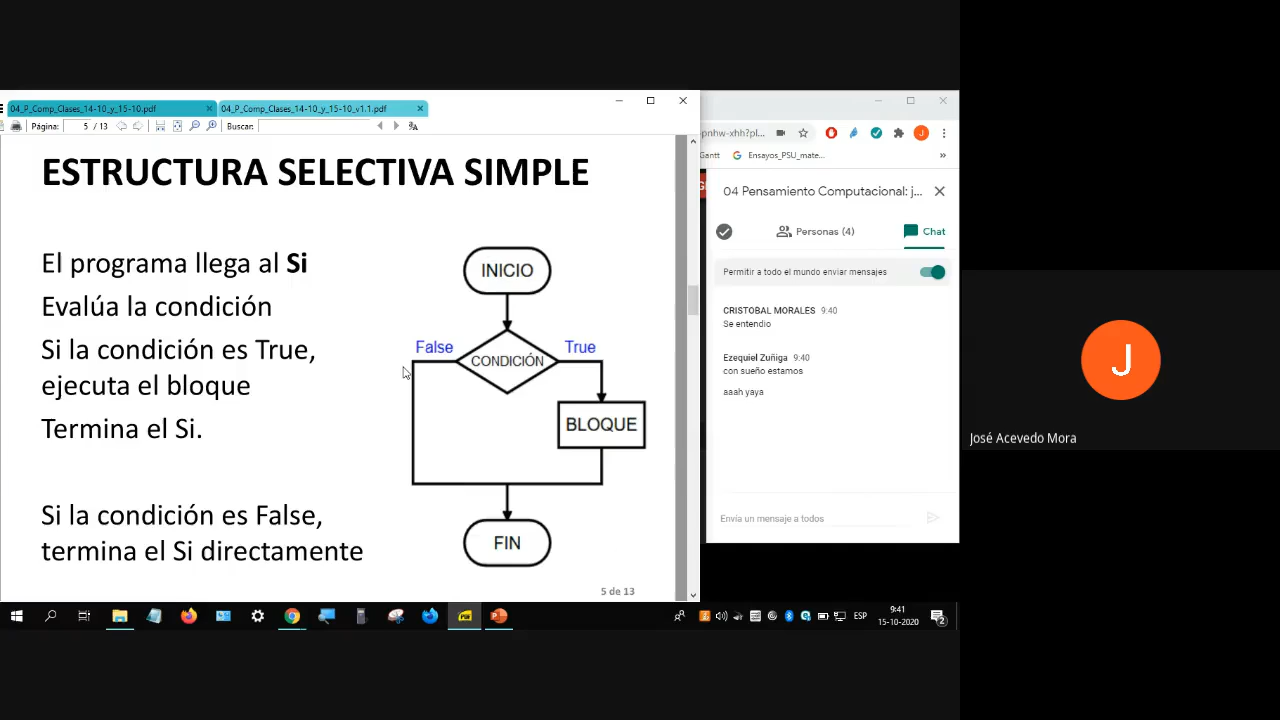 04_P_Comp_Clases_14-10_y_15-10.pdf
04_P_Comp_Clases_14-10_y_15-10_v1.1.pdf
Página: 5 / 13 Buscar:
ESTRUCTURA SELECTIVA SIMPLE
El programa llega al Si
Evalúa la condición
Si la condición es True,
ejecuta el bloque
Termina el Si.
Si la condición es False,
termina el Si directamente
INICIO
False
CONDICIÓN
True
BLOQUE
FIN
5 de 13
-pnhw-xhh?pl...
J
Gantt
Ensayos_PSU_mate...
04 Pensamiento Computacional: j...
Personas (4)
Chat
Permitir a todo el mundo enviar mensajes
CRISTOBAL MORALES 9:40
Se entendio
Ezequiel Zuñiga 9:40
con sueño estamos
aaah yaya
Envía un mensaje a todos
J
José Acevedo Mora
ESP
9:41
15-10-2020
2